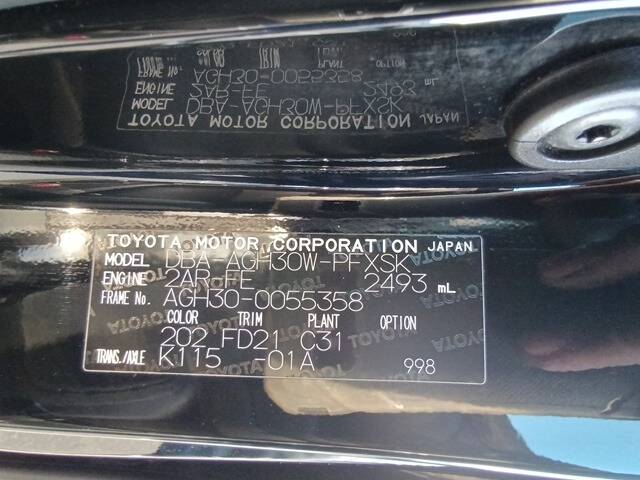 TOYOTA MOTOR CORPORATION JAPAN
MODEL DBA-AGH30W-PFXSK
ENGINE 2AR-FE 2493 mL
FRAME NO. AGH30-0055358
COLOR TRIM PLANT OPTION
202 FD21 C31
TRANS./AXLE K115 -01A 998